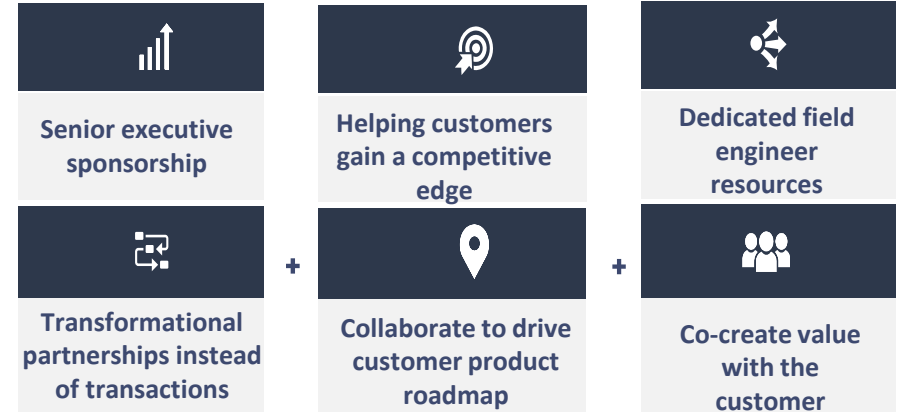 Senior executive
sponsorship
Helping customers
gain a competitive
edge
Dedicated field
engineer
resources
+
+
Transformational
partnerships instead
of transactions
Collaborate to drive
customer product
roadmap
Co-create value
with the
customer